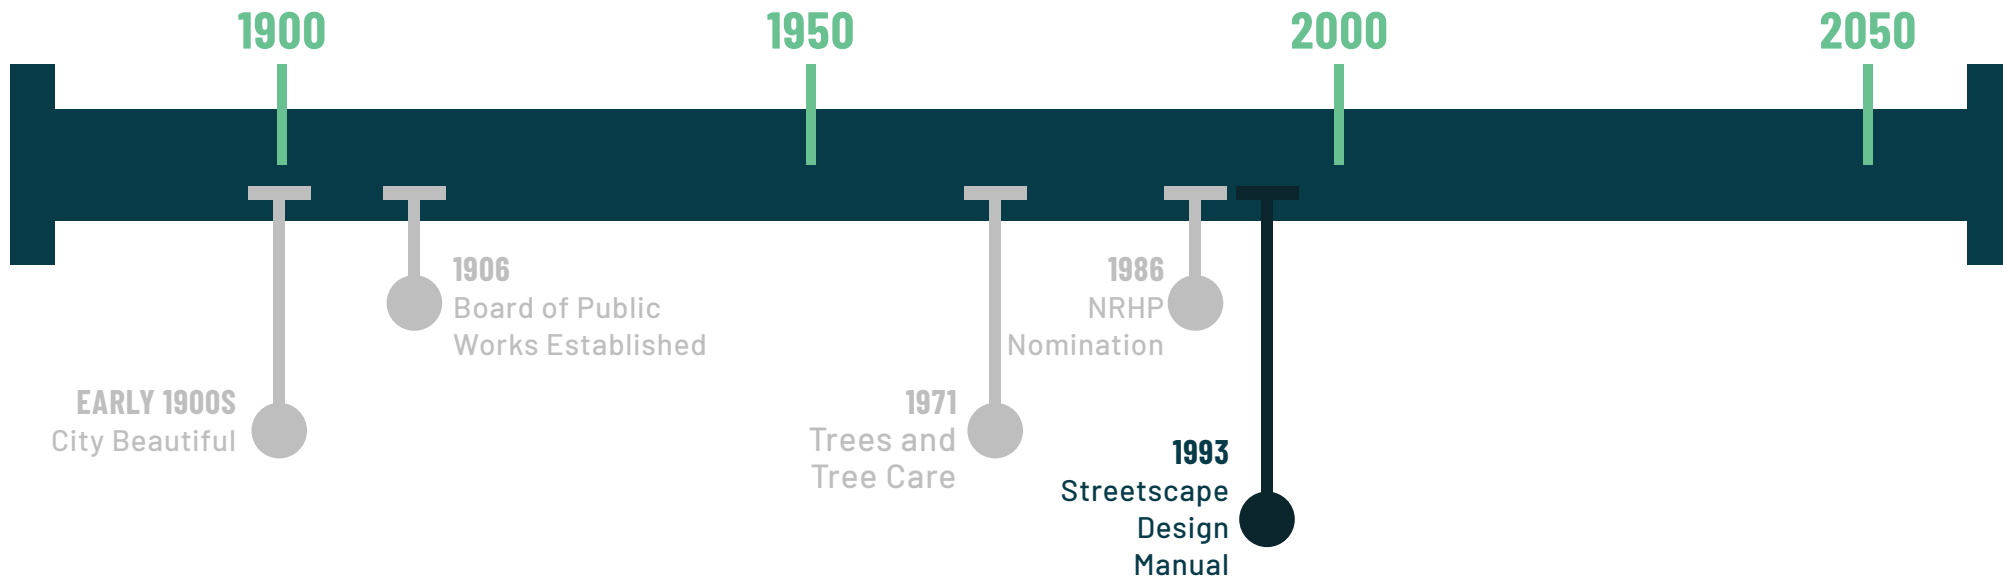 1900
1950
2000
2050
1906
Board of Public
Works Established
1986
NRHP
Nomination
EARLY 1900S
City Beautiful
1971
Trees and
Tree Care
1993
Streetscape
Design
Manual